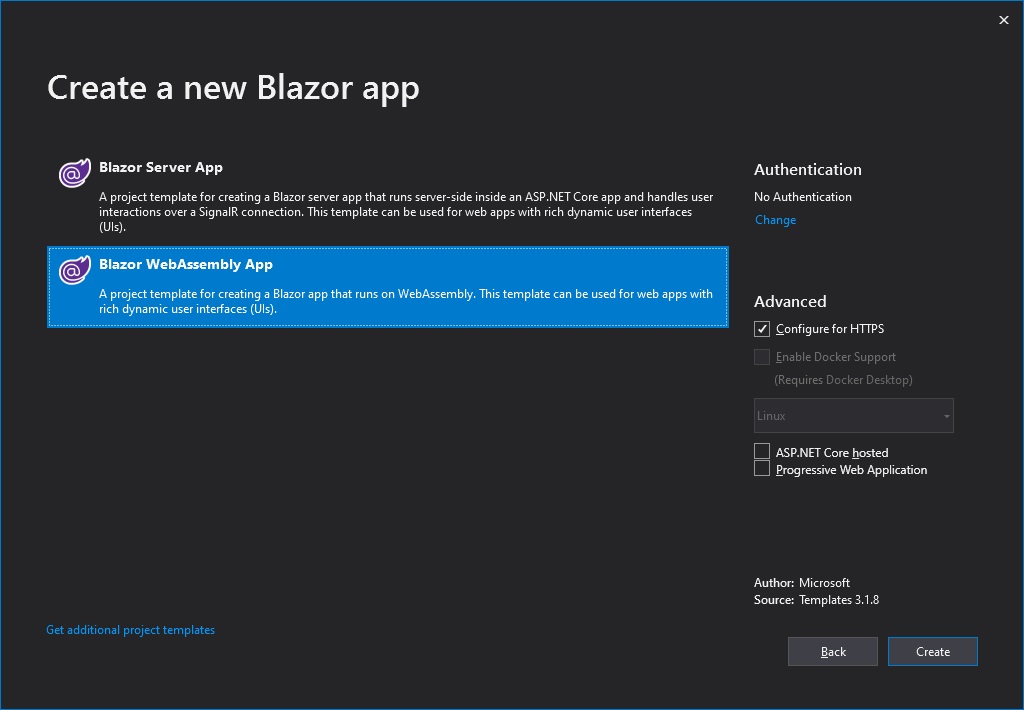 Create a new Blazor app
Blazor Server App
A project template for creating a Blazor server app that runs server-side inside an ASP.NET Core app and handles user
interactions over a SignalR connection. This template can be used for web apps with rich dynamic user interfaces
(UIs).
Blazor WebAssembly App
A project template for creating a Blazor app that runs on WebAssembly. This template can be used for web apps with
rich dynamic user interfaces (UIs).
Get additional project templates
Authentication
No Authentication
Change
Advanced
Configure for HTTPS
Enable Docker Support
(Requires Docker Desktop)
Linux
ASP.NET Core hosted
Progressive Web Application
Author: Microsoft
Source: Templates 3.1.8
Back
Create